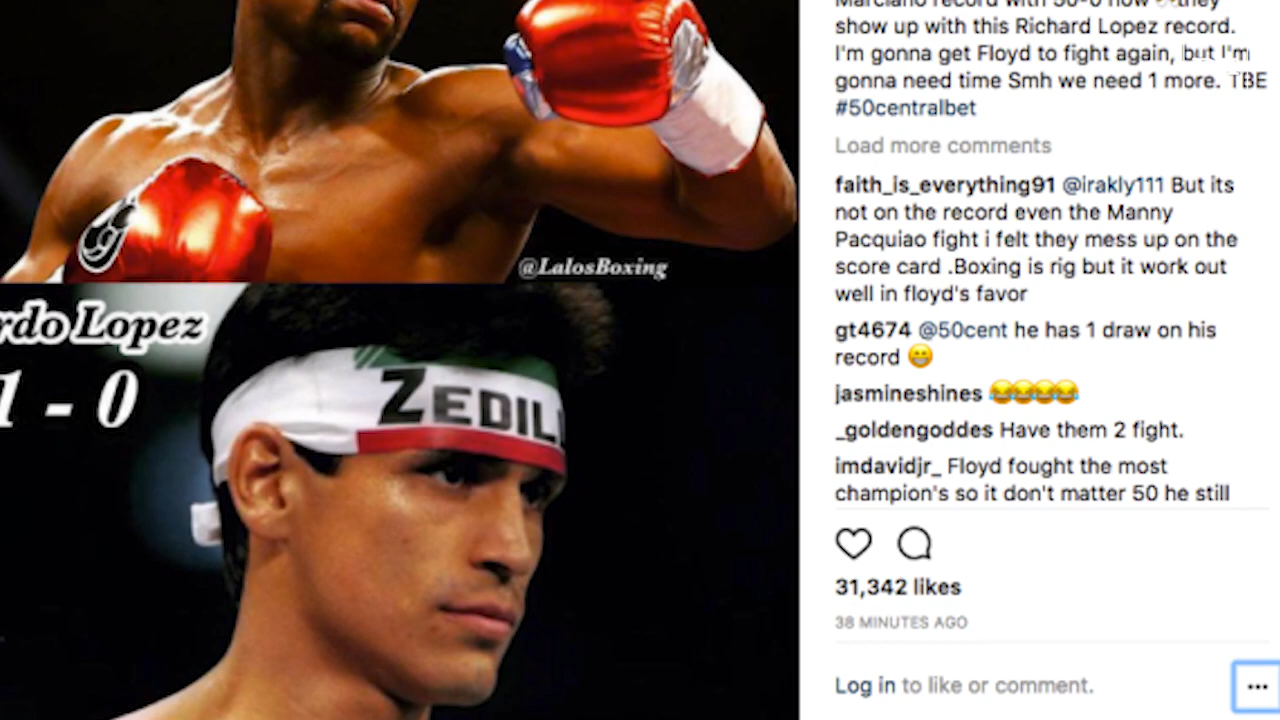 @LalosBoxing
rdo Lopez
1 - 0
ZEDIL
Marciano record with 50-0 now they
show up with this Richard Lopez record.
I'm gonna get Floyd to fight again, but I'm
gonna need time Smh we need 1 more. TBE
#50centralbet
Load more comments
faith_is_everything91 @irakly111 But its
not on the record even the Manny
Pacquiao fight i felt they mess up on the
score card .Boxing is rig but it work out
well in floyd's favor
gt4674 @50cent he has 1 draw on his
record 😀
jasmineshines 😂😂😂😂
_goldengoddes Have them 2 fight.
imdavidjr_ Floyd fought the most
champion's so it don't matter 50 he still
31,342 likes
38 MINUTES AGO
Log in to like or comment.